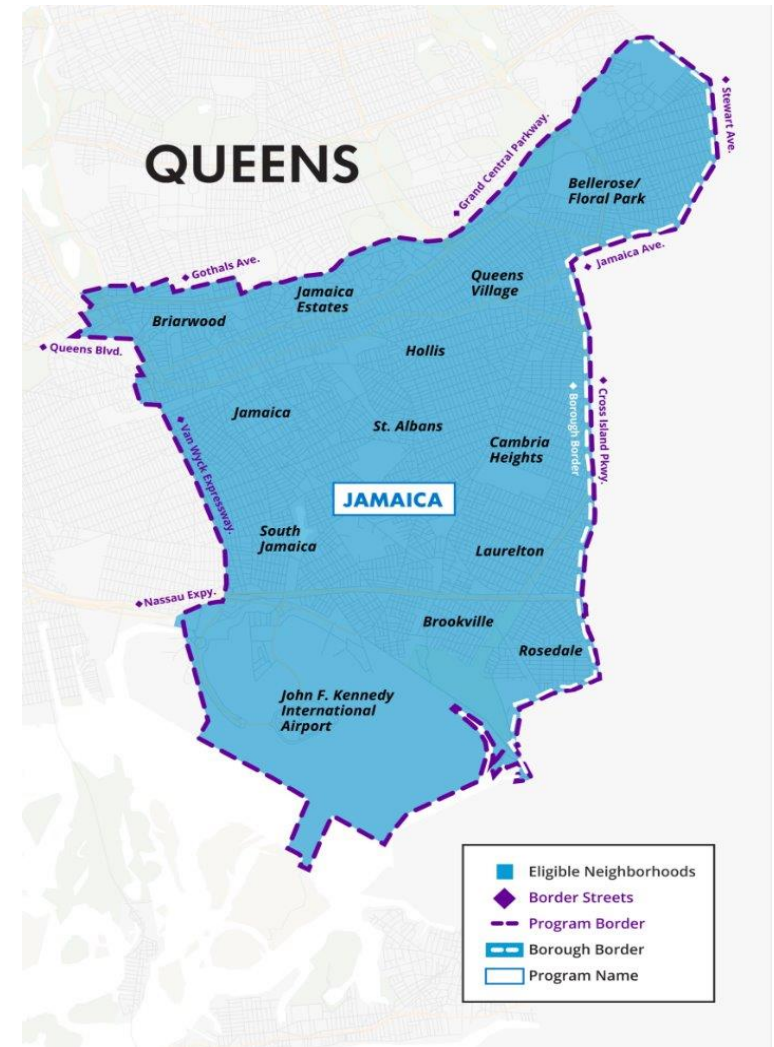 QUEENS
Grand Central Parkway.
Stewart Ave.
Bellerose/
Floral Park
Jamaica Ave.
Gothals Ave.
Queens
Village
Jamaica
Estates
Briarwood
Queens Blvd.
Hollis
Jamaica
St. Albans
Cambria
Heights
Borough Border
Cross Island Pkwy.
Van Wyck Expressway.
JAMAICA
South
Jamaica
Laurelton
Nassau Expy.
Brookville
Rosedale
John F. Kennedy
International
Airport
Eligible Neighborhoods
Border Streets
Program Border
Borough Border
Program Name